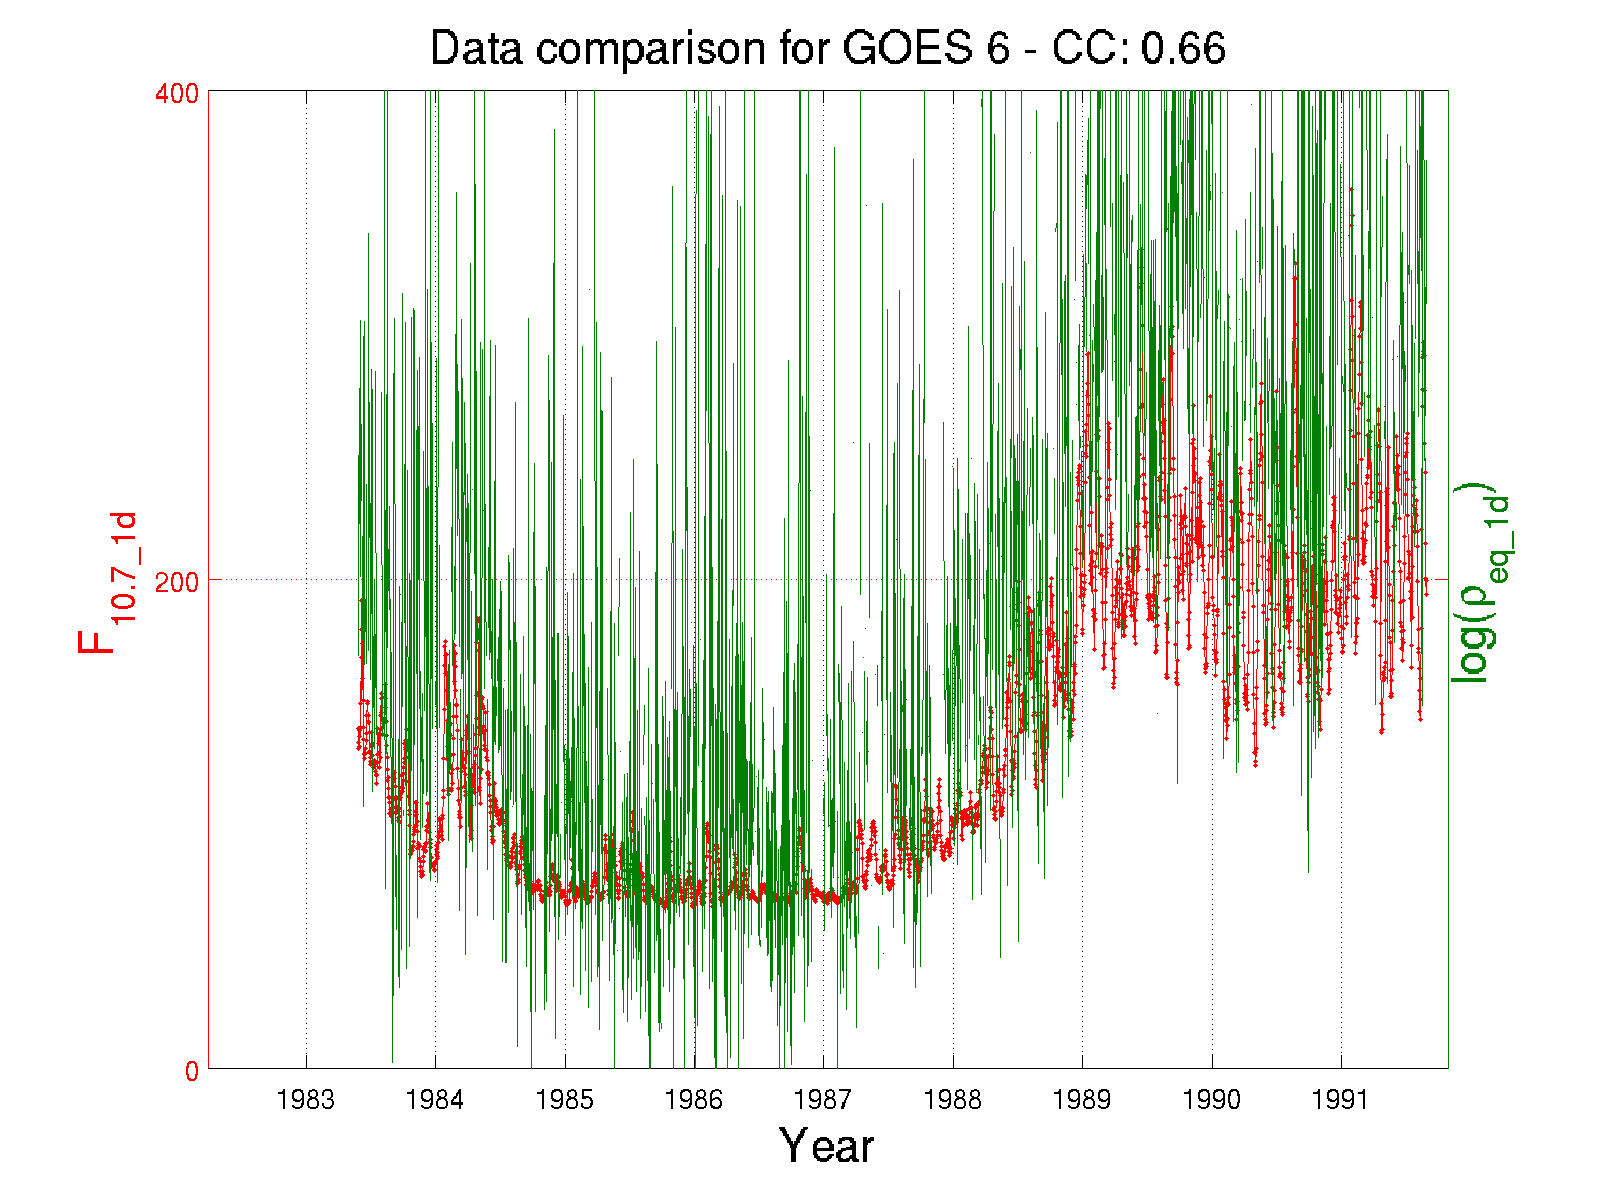 Data comparison for GOES 6 - CC: 0.66
400
200
0
F10.7_1d
log(ρeq_1d)
1983 1984 1985 1986 1987 1988 1989 1990 1991
Year